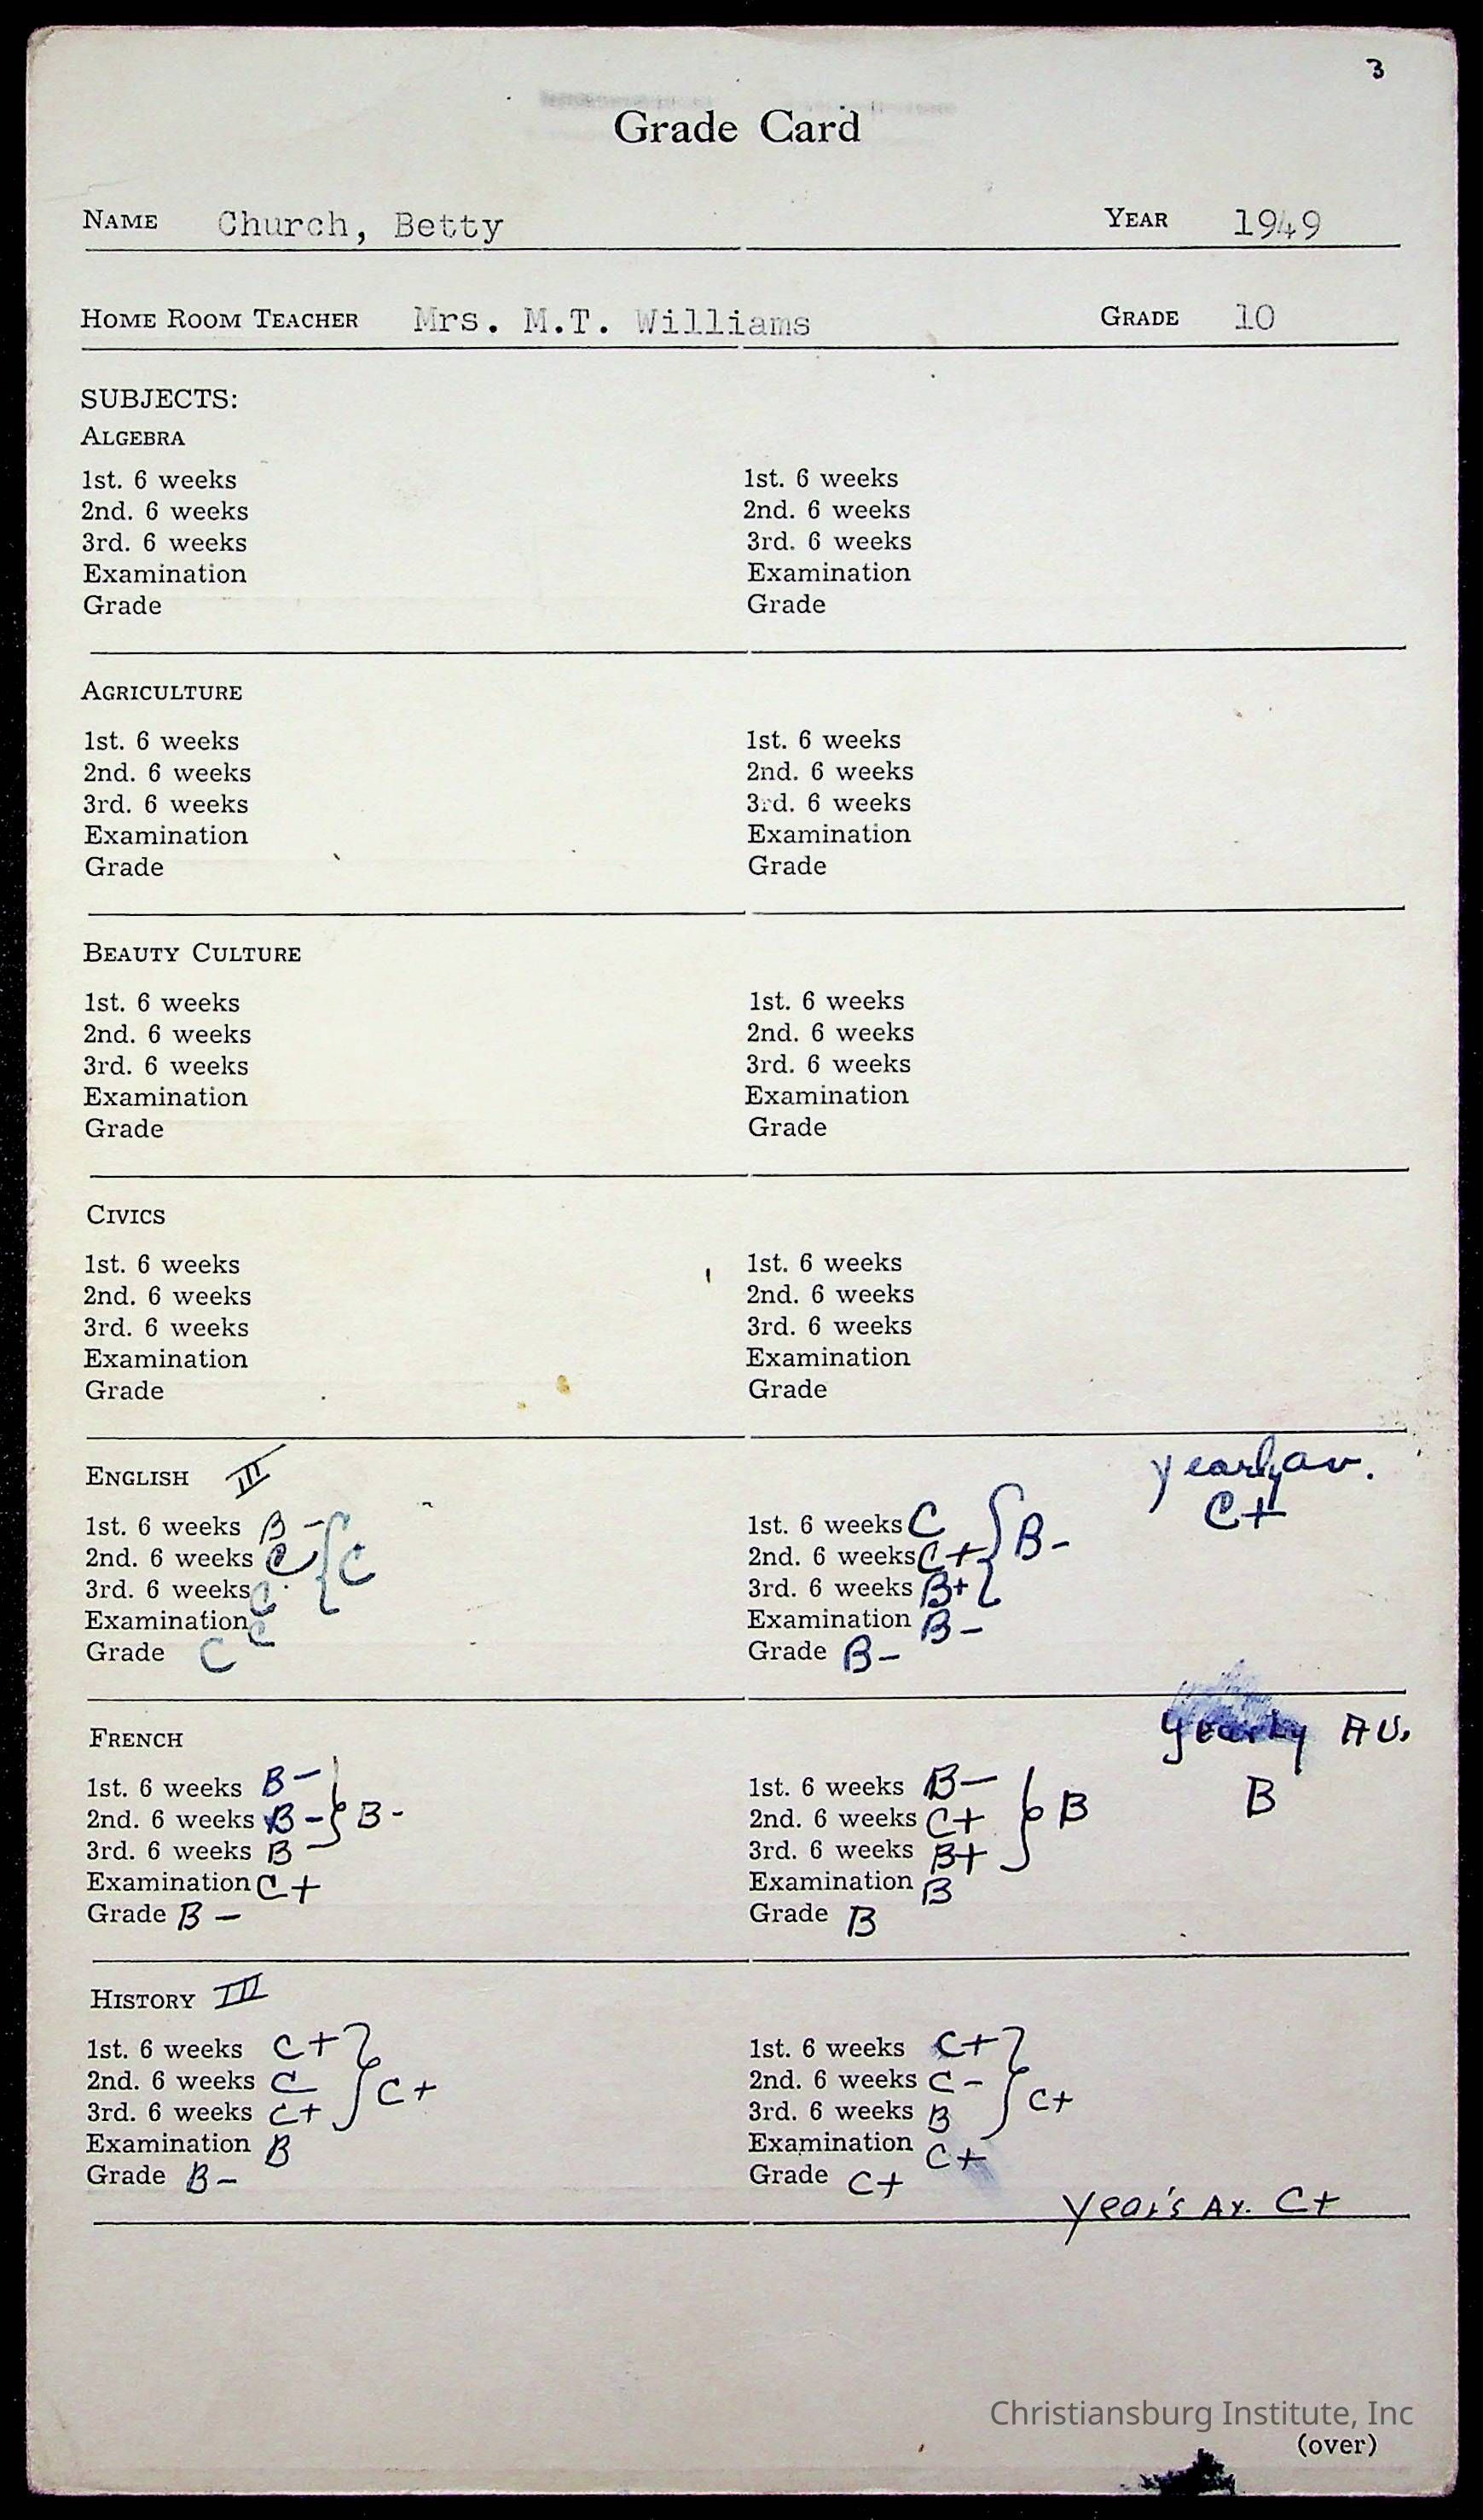 3
Grade Card
NAME Church, Betty YEAR 1949
HOME ROOM TEACHER Mrs. M.T. Williams GRADE 10
SUBJECTS:
ALGEBRA
1st. 6 weeks 1st. 6 weeks
2nd. 6 weeks 2nd. 6 weeks
3rd. 6 weeks 3rd. 6 weeks
Examination Examination
Grade Grade
AGRICULTURE
1st. 6 weeks 1st. 6 weeks
2nd. 6 weeks 2nd. 6 weeks
3rd. 6 weeks 3rd. 6 weeks
Examination Examination
Grade Grade
BEAUTY CULTURE
1st. 6 weeks 1st. 6 weeks
2nd. 6 weeks 2nd. 6 weeks
3rd. 6 weeks 3rd. 6 weeks
Examination Examination
Grade Grade
CIVICS
1st. 6 weeks 1st. 6 weeks
2nd. 6 weeks 2nd. 6 weeks
3rd. 6 weeks 3rd. 6 weeks
Examination Examination
Grade Grade
ENGLISH III yearly av.
1st. 6 weeks B- 1st. 6 weeks C C+
2nd. 6 weeks C C 2nd. 6 weeks C+ B-
3rd. 6 weeks C 3rd. 6 weeks B+
Examination C Examination B-
Grade C Grade B-
FRENCH yearly AV.
1st. 6 weeks B- 1st. 6 weeks B- B
2nd. 6 weeks B- B- 2nd. 6 weeks C+ B
3rd. 6 weeks B- 3rd. 6 weeks B+
Examination C+ Examination B
Grade B- Grade B
HISTORY III
1st. 6 weeks C+ 1st. 6 weeks C+
2nd. 6 weeks C C+ 2nd. 6 weeks C- C+
3rd. 6 weeks C+ 3rd. 6 weeks B
Examination B Examination C+
Grade B- Grade C+
Year's Av. C+
Christiansburg Institute, Inc
(over)